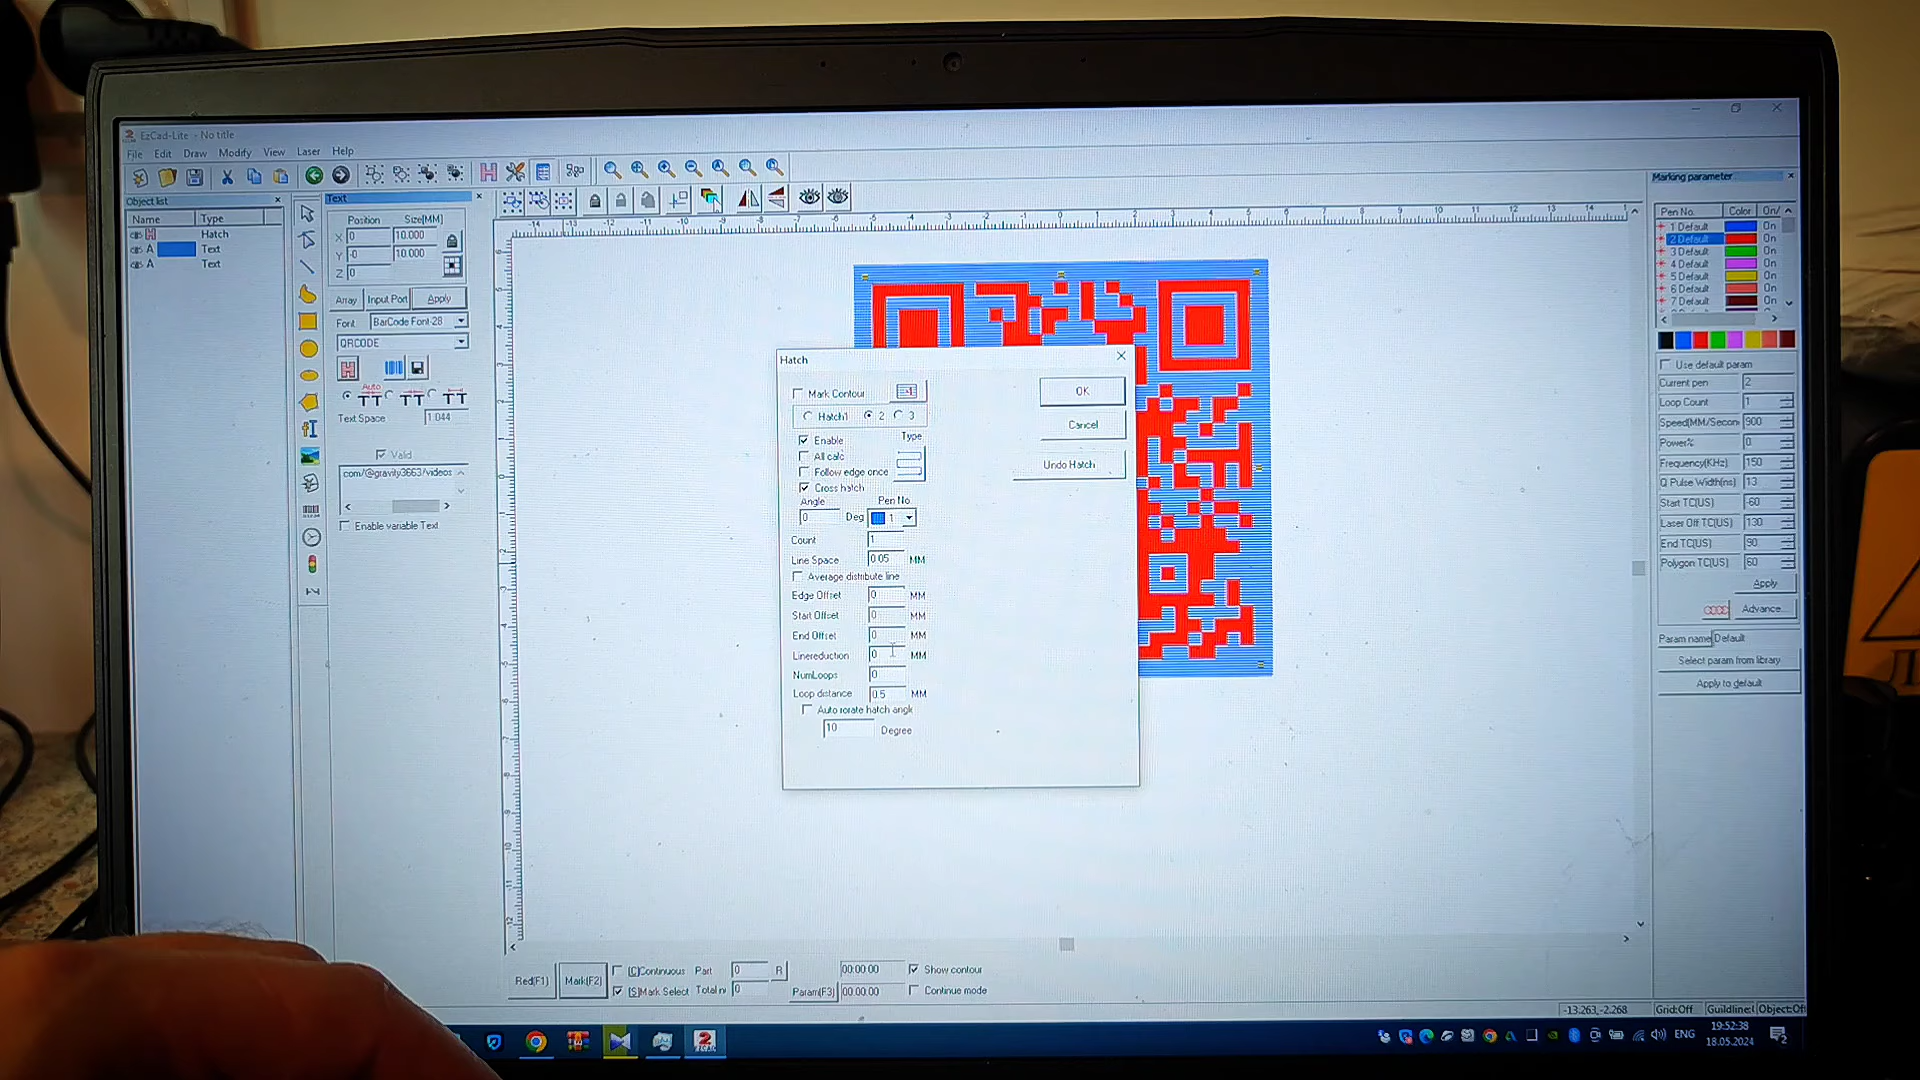 EzCad-Lite - No title
File Edit Draw Modify View Laser Help
Object list
Name Type
Hatch
A Text
A Text
Text
Position Size[MM]
X 0 10.000
Y -0 10.000
Z 0
Array Input Port Apply
Font BarCode Font-28
QRCODE
Auto
Text Space 1.044
Valid
com/@gravity3663/videos
Enable variable Text
Hatch
Mark Contour
Hatch1 2 3
Enable Type
All calc
Follow edge once
Cross hatch
Angle Pen No
0 Deg 1
Count 1
Line Space 0.05 MM
Average distribute line
Edge Offset 0 MM
Start Offset 0 MM
End Offset 0 MM
Linereduction 0 MM
NumLoops 0
Loop distance 0.5 MM
Auto rotate hatch angle
10 Degree
OK
Cancel
Undo Hatch
Marking parameter
Pen No. Color On/
1 Default On
2 Default On
3 Default On
4 Default On
5 Default On
6 Default On
7 Default On
Use default param
Current pen 2
Loop Count 1
Speed(MM/Secon 900
Power% 0
Frequency(KHz) 150
Q Pulse Width(ns) 13
Start TC(US) -60
Laser Off TC(US) 130
End TC(US) 90
Polygon TC(US) 60
Apply
Advance...
Param name Default
Select param from library
Apply to default
Red(F1) Mark(F2) [C]Continuous Part 0 R 00:00:00 Show contour
[S]Mark Select Total n 0 Param(F3) 00:00:00 Continue mode
-13.263,-2.268 Grid:Off Guildline:( Object:Of
ENG
19:52:38
18.05.2024